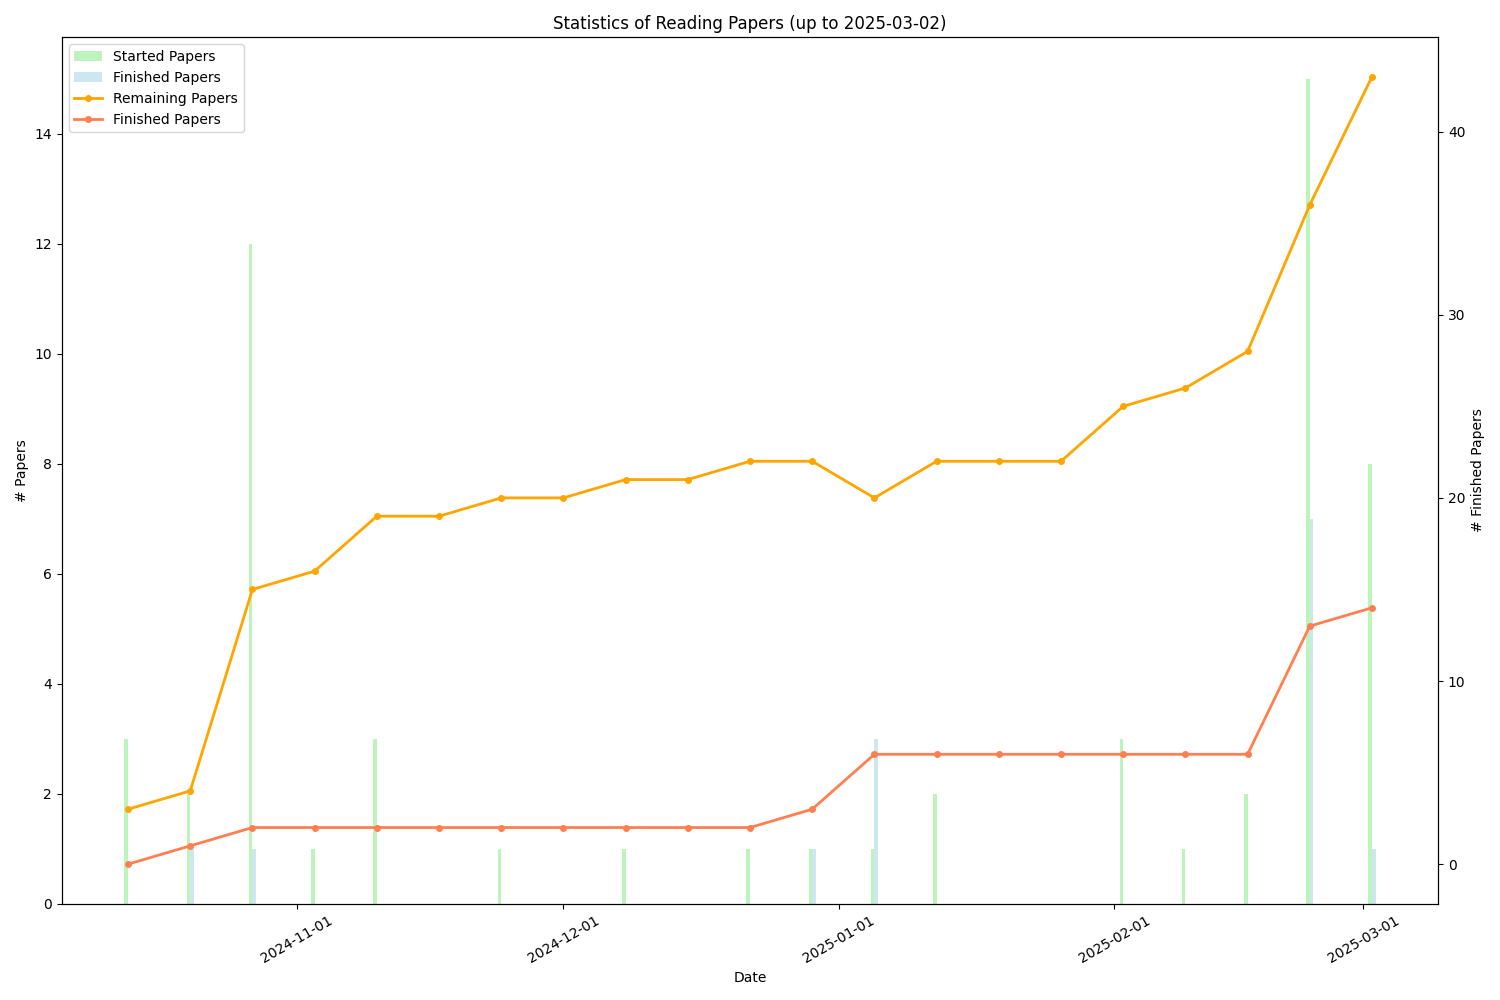 Statistics of Reading Papers (up to 2025-03-02)
Started Papers
Finished Papers
Remaining Papers
Finished Papers
# Papers
0
2
4
6
8
10
12
14
# Finished Papers
0
10
20
30
40
2024-11-01
2024-12-01
2025-01-01
2025-02-01
2025-03-01
Date